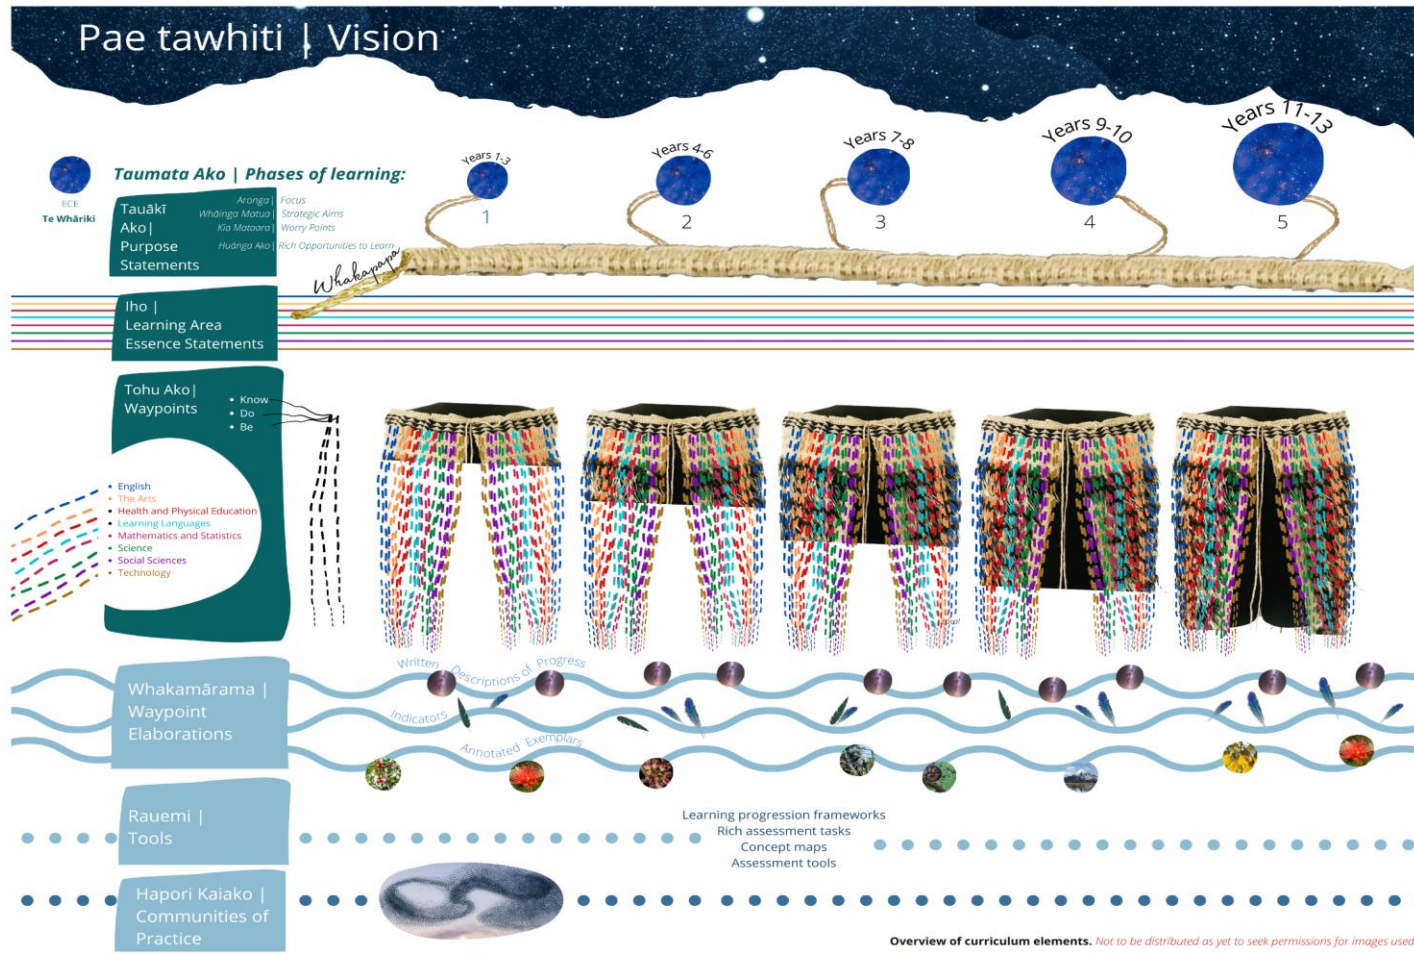 Pae tawhiti | Vision
Years 1-3
Years 4-6
Years 7-8
Years 9-10
Years 11-13
ECE
Te Whāriki
Taumata Ako | Phases of learning:
1
2
3
4
5
Tauākī
Ako|
Purpose
Statements
Aronga| Focus
Whāinga Matua| Strategic Aims
Kia Mataara| Worry Points
Huānga Ako| Rich Opportunities to Learn
Whakapapa
Iho |
Learning Area
Essence Statements
Tohu Ako|
Waypoints
• Know
• Do
• Be
• English
• The Arts
• Health and Physical Education
• Learning Languages
• Mathematics and Statistics
• Science
• Social Sciences
• Technology
Whakamārama |
Waypoint
Elaborations
Written Descriptions of Progress
Indicators
Annotated Exemplars
Rauemi |
Tools
Learning progression frameworks
Rich assessment tasks
Concept maps
Assessment tools
Hapori Kaiako |
Communities of
Practice
Overview of curriculum elements. Not to be distributed as yet to seek permissions for images used